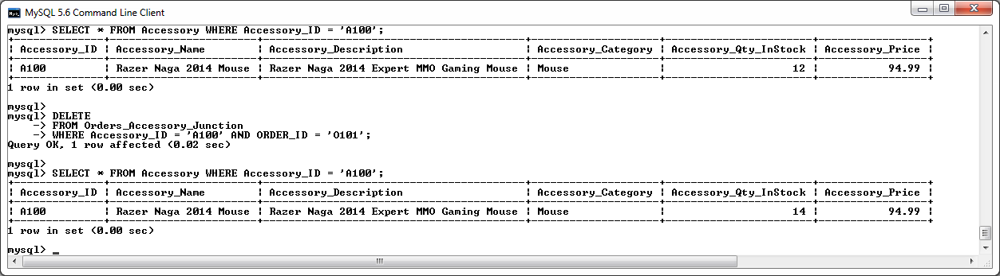 MySQL 5.6 Command Line Client
mysql> SELECT * FROM Accessory WHERE Accessory_ID = 'A100';
+--------------+----------------------+----------------------------------------+--------------------+-----------------------+-----------------+
| Accessory_ID | Accessory_Name | Accessory_Description | Accessory_Category | Accessory_Qty_InStock | Accessory_Price |
+--------------+----------------------+----------------------------------------+--------------------+-----------------------+-----------------+
| A100 | Razer Naga 2014 Mouse | Razer Naga 2014 Expert MMO Gaming Mouse | Mouse | 12 | 94.99 |
+--------------+----------------------+----------------------------------------+--------------------+-----------------------+-----------------+
1 row in set (0.00 sec)
mysql>
mysql> DELETE
-> FROM Orders_Accessory_Junction
-> WHERE Accessory_ID = 'A100' AND ORDER_ID = 'O101';
Query OK, 1 row affected (0.02 sec)
mysql>
mysql> SELECT * FROM Accessory WHERE Accessory_ID = 'A100';
+--------------+----------------------+----------------------------------------+--------------------+-----------------------+-----------------+
| Accessory_ID | Accessory_Name | Accessory_Description | Accessory_Category | Accessory_Qty_InStock | Accessory_Price |
+--------------+----------------------+----------------------------------------+--------------------+-----------------------+-----------------+
| A100 | Razer Naga 2014 Mouse | Razer Naga 2014 Expert MMO Gaming Mouse | Mouse | 14 | 94.99 |
+--------------+----------------------+----------------------------------------+--------------------+-----------------------+-----------------+
1 row in set (0.00 sec)
mysql> _